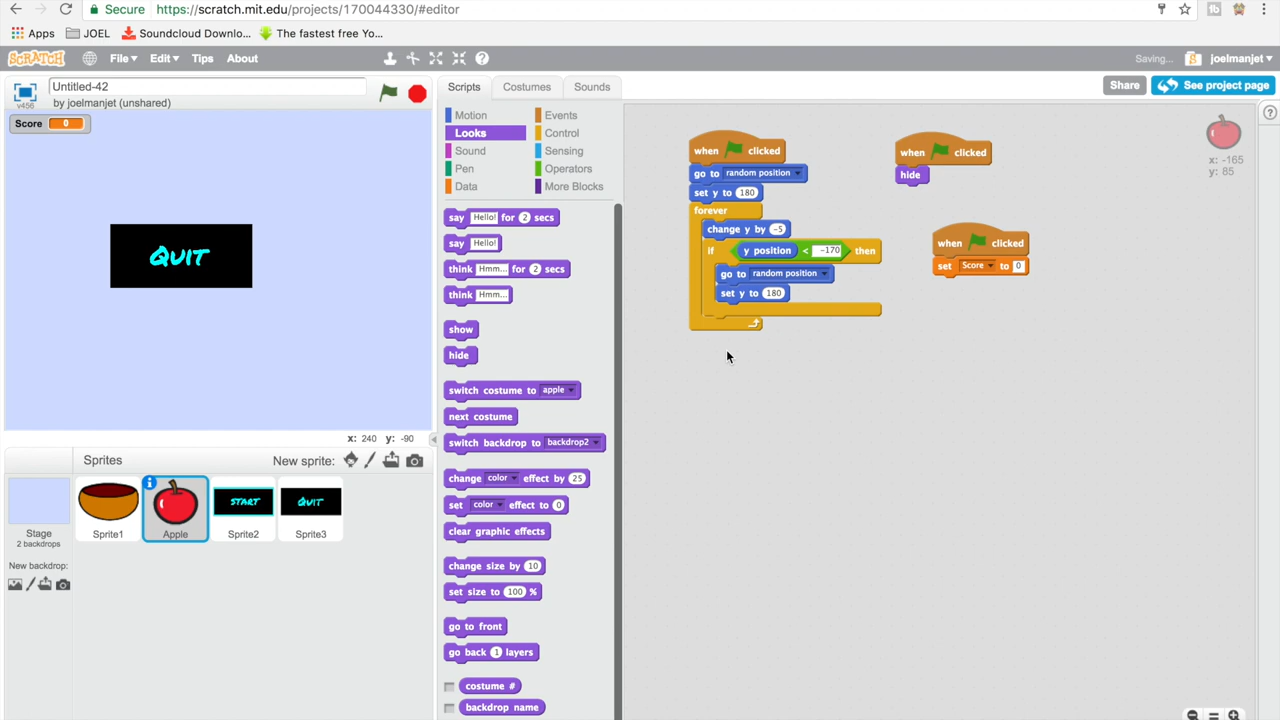 Secure https://scratch.mit.edu/projects/170044330/#editor
Apps JOEL Soundcloud Downlo... The fastest free Yo...
SCRATCH File Edit Tips About Saving... joelmanjet
v456 Untitled-42
by joelmanjet (unshared)
Scripts Costumes Sounds
Share See project page
Score 0
QUIT
Motion Events
Looks Control
Sound Sensing
Pen Operators
Data More Blocks
say Hello! for 2 secs
say Hello!
think Hmm... for 2 secs
think Hmm...
show
hide
switch costume to apple
next costume
switch backdrop to backdrop2
change color effect by 25
set color effect to 0
clear graphic effects
change size by 10
set size to 100 %
go to front
go back 1 layers
costume #
backdrop name
when clicked
go to random position
set y to 180
forever
change y by -5
if y position < -170 then
go to random position
set y to 180
when clicked
hide
when clicked
set Score to 0
x: -165
y: 85
x: 240 y: -90
Sprites New sprite:
Stage
2 backdrops
New backdrop:
Sprite1
Apple
START
Sprite2
QUIT
Sprite3